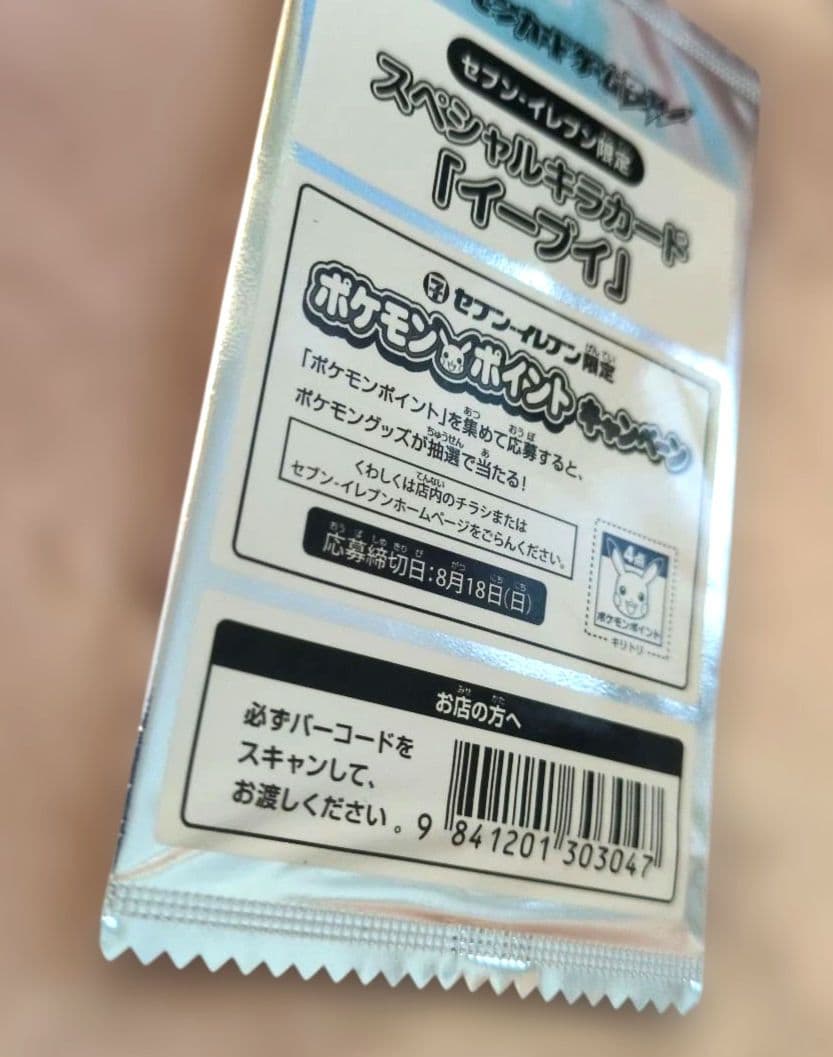 モンカードゲーム
セブン-イレブン限定
スペシャルキラカード
「イーブイ」
セブン-イレブン限定
ポケモンポイント キャンペーン
「ポケモンポイント」を集めて応募すると、
ポケモングッズが抽選で当たる!
くわしくは店内のチラシまたは
セブン-イレブンホームページをごらんください。
応募締切日:8月18日(日)
4点
ポケモンポイント
キリトリ
お店の方へ
必ずバーコードを
スキャンして、
お渡しください。
9 841201 303047